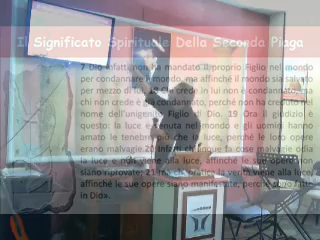 Il Significato Spirituale Della Seconda Piaga
7 Dio infatti non ha mandato il proprio Figlio nel mondo
per condannare il mondo, ma affinché il mondo sia salvato
per mezzo di lui. 18 Chi crede in lui non è condannato, ma
chi non crede è già condannato, perché non ha creduto nel
nome dell'unigenito Figlio di Dio. 19 Ora il giudizio è
questo: la luce è venuta nel mondo e gli uomini hanno
amato le tenebre più che la luce, perché le loro opere
erano malvagie. 20 Infatti chiunque fa cose malvagie odia
la luce e non viene alla luce, affinché le sue opere non
siano riprovate; 21 ma chi pratica la verità viene alla luce,
affinché le sue opere siano manifestate, perché sono fatte
in Dio».